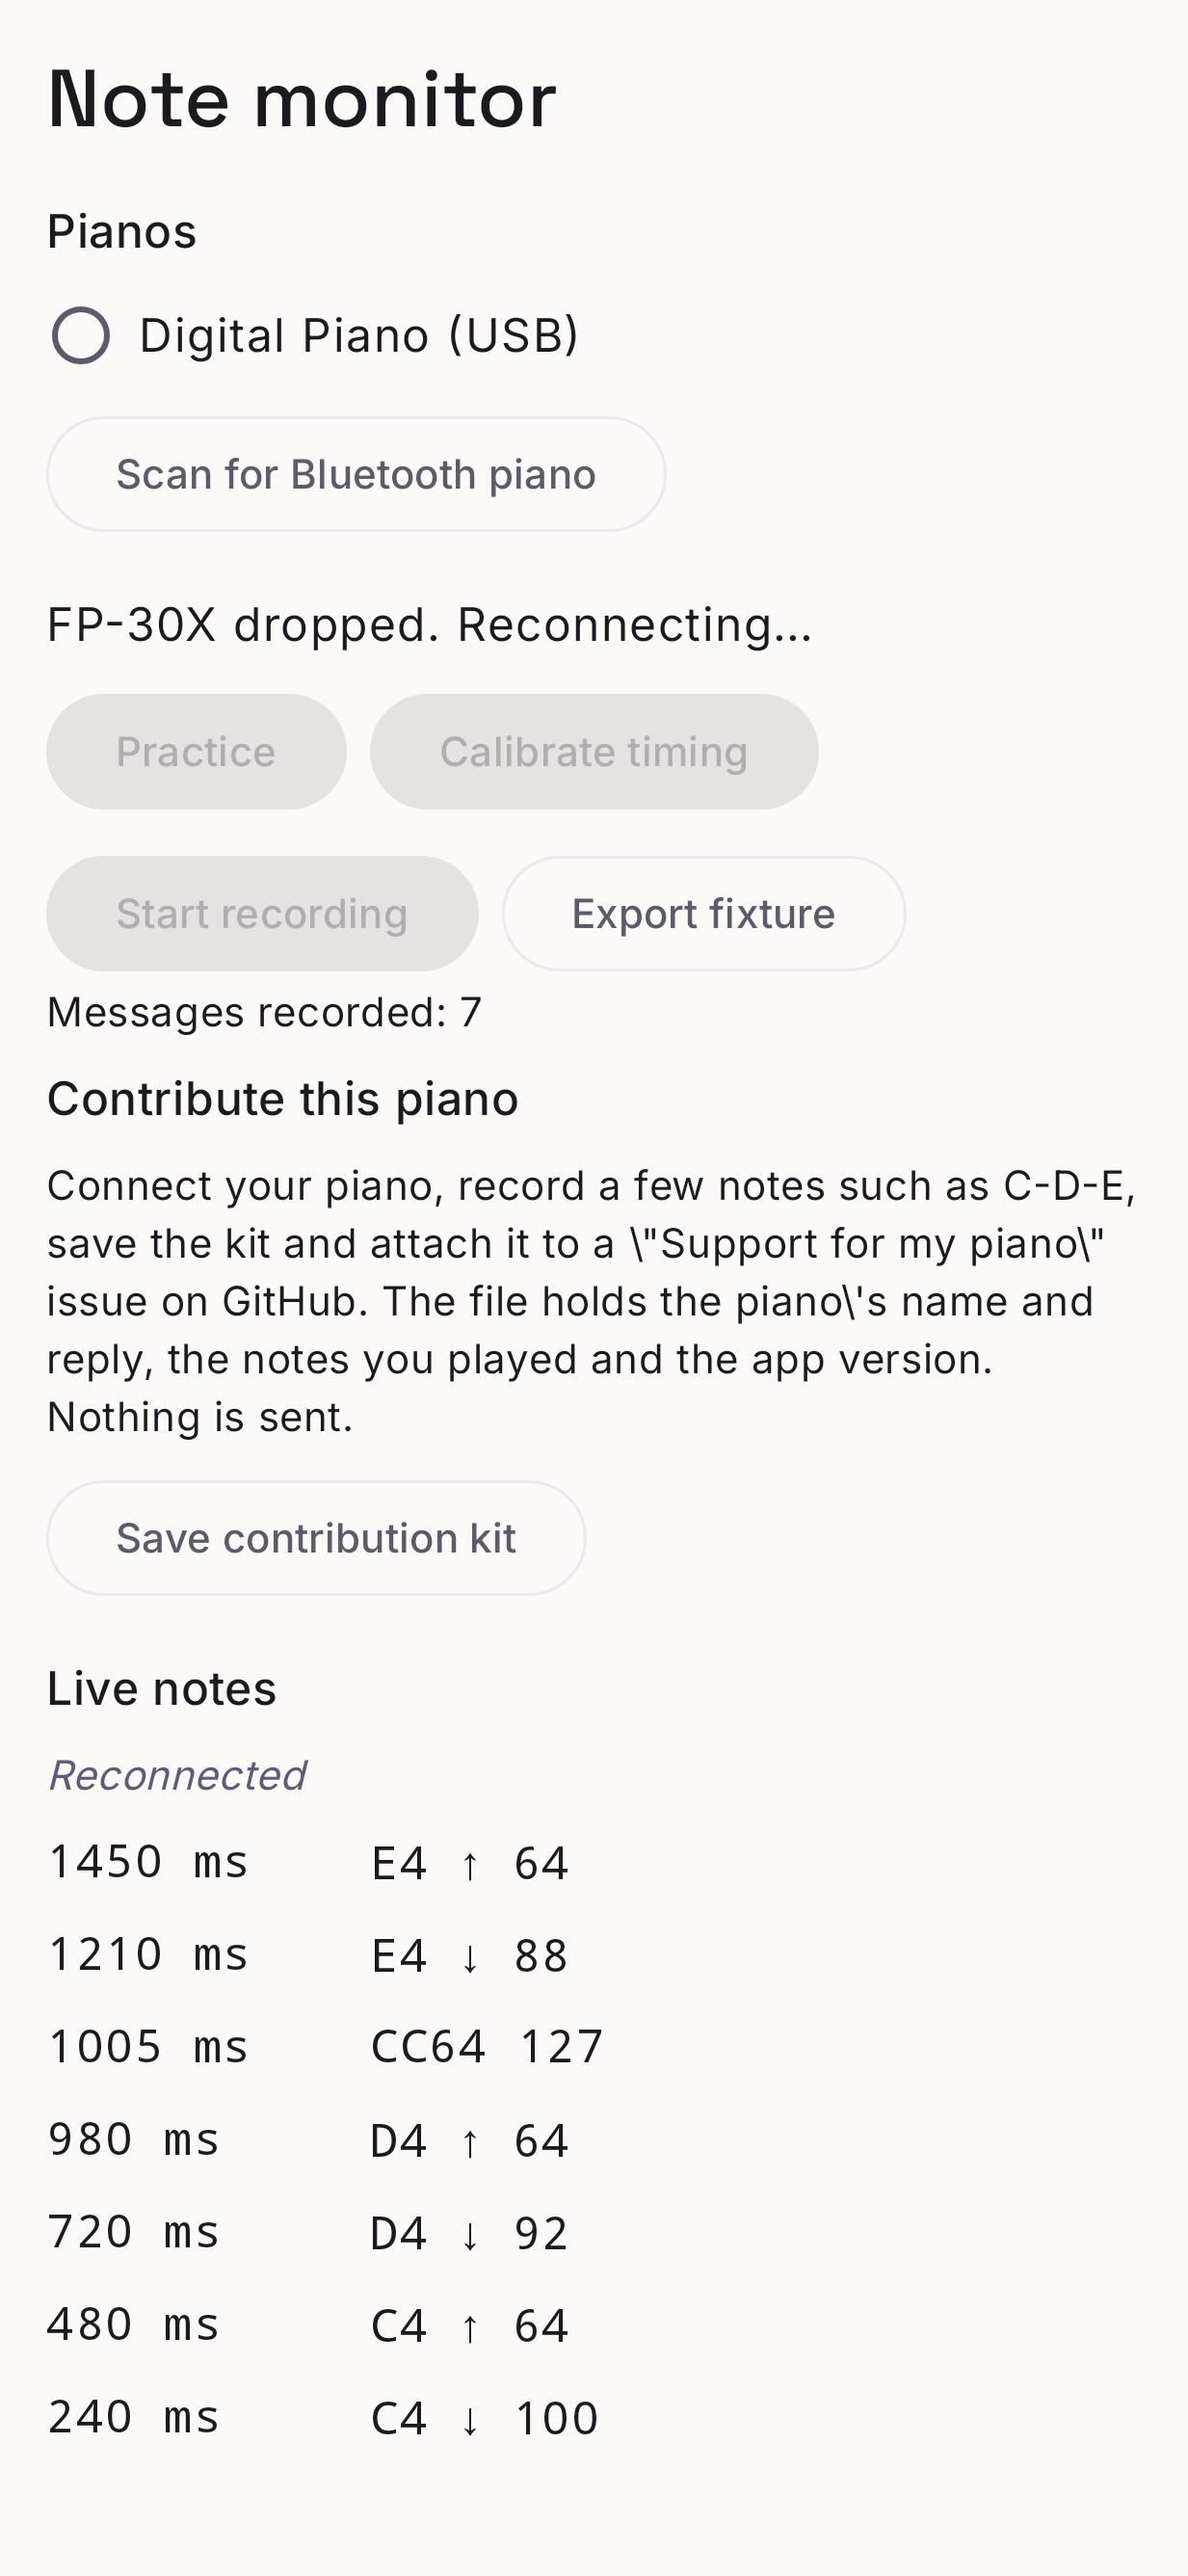 Note monitor
Pianos
Digital Piano (USB)
Scan for Bluetooth piano
FP-30X dropped. Reconnecting…
Practice
Calibrate timing
Start recording
Export fixture
Messages recorded: 7
Contribute this piano
Connect your piano, record a few notes such as C-D-E,
save the kit and attach it to a \"Support for my piano\"
issue on GitHub. The file holds the piano\'s name and
reply, the notes you played and the app version.
Nothing is sent.
Save contribution kit
Live notes
Reconnected
1450 ms E4 ↑ 64
1210 ms E4 ↓ 88
1005 ms CC64 127
980 ms D4 ↑ 64
720 ms D4 ↓ 92
480 ms C4 ↑ 64
240 ms C4 ↓ 100